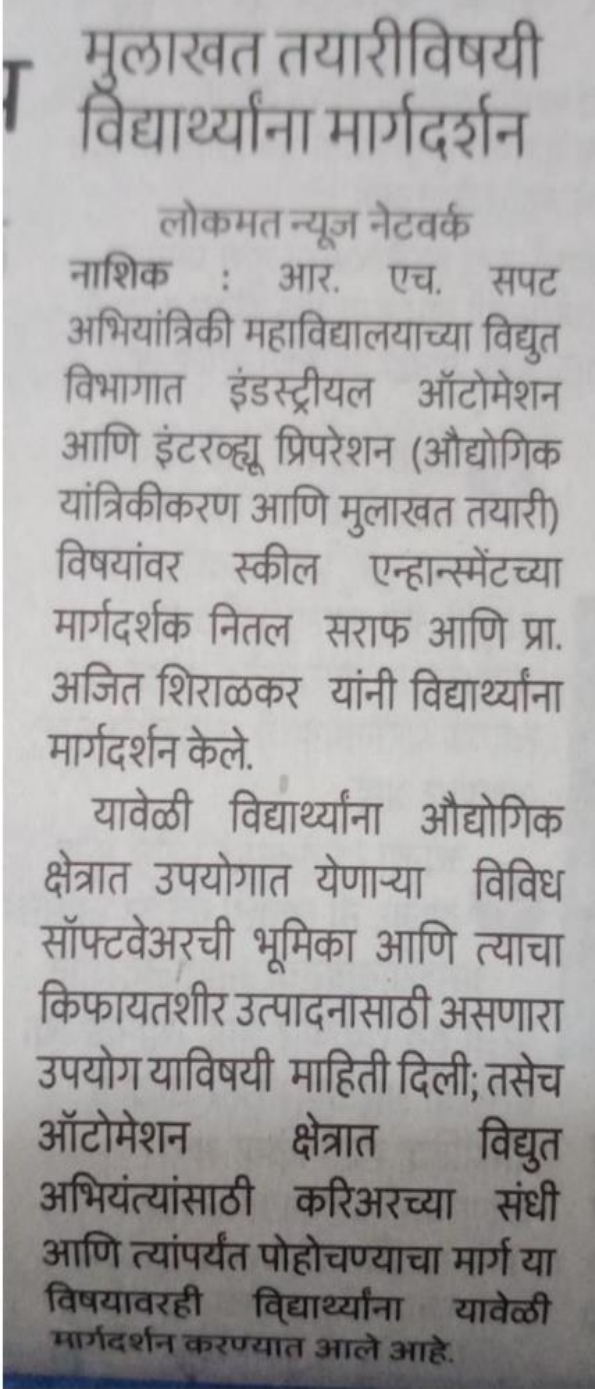 मुलाखत तयारीविषयी
विद्यार्थ्यांना मार्गदर्शन
लोकमत न्यूज नेटवर्क
नाशिक : आर. एच. सपट
अभियांत्रिकी महाविद्यालयाच्या विद्युत
विभागात इंडस्ट्रीयल ऑटोमेशन
आणि इंटरव्ह्यू प्रिपरेशन (औद्योगिक
यांत्रिकीकरण आणि मुलाखत तयारी)
विषयांवर स्कील एन्हान्स्मेंटच्या
मार्गदर्शक नितल सराफ आणि प्रा.
अजित शिराळकर यांनी विद्यार्थ्यांना
मार्गदर्शन केले.
यावेळी विद्यार्थ्यांना औद्योगिक
क्षेत्रात उपयोगात येणाऱ्या विविध
सॉफ्टवेअरची भूमिका आणि त्याचा
किफायतशीर उत्पादनासाठी असणारा
उपयोग याविषयी माहिती दिली; तसेच
ऑटोमेशन क्षेत्रात विद्युत
अभियंत्यांसाठी करिअरच्या संधी
आणि त्यांपर्यंत पोहोचण्याचा मार्ग या
विषयावरही विद्यार्थ्यांना यावेळी
मार्गदर्शन करण्यात आले आहे.